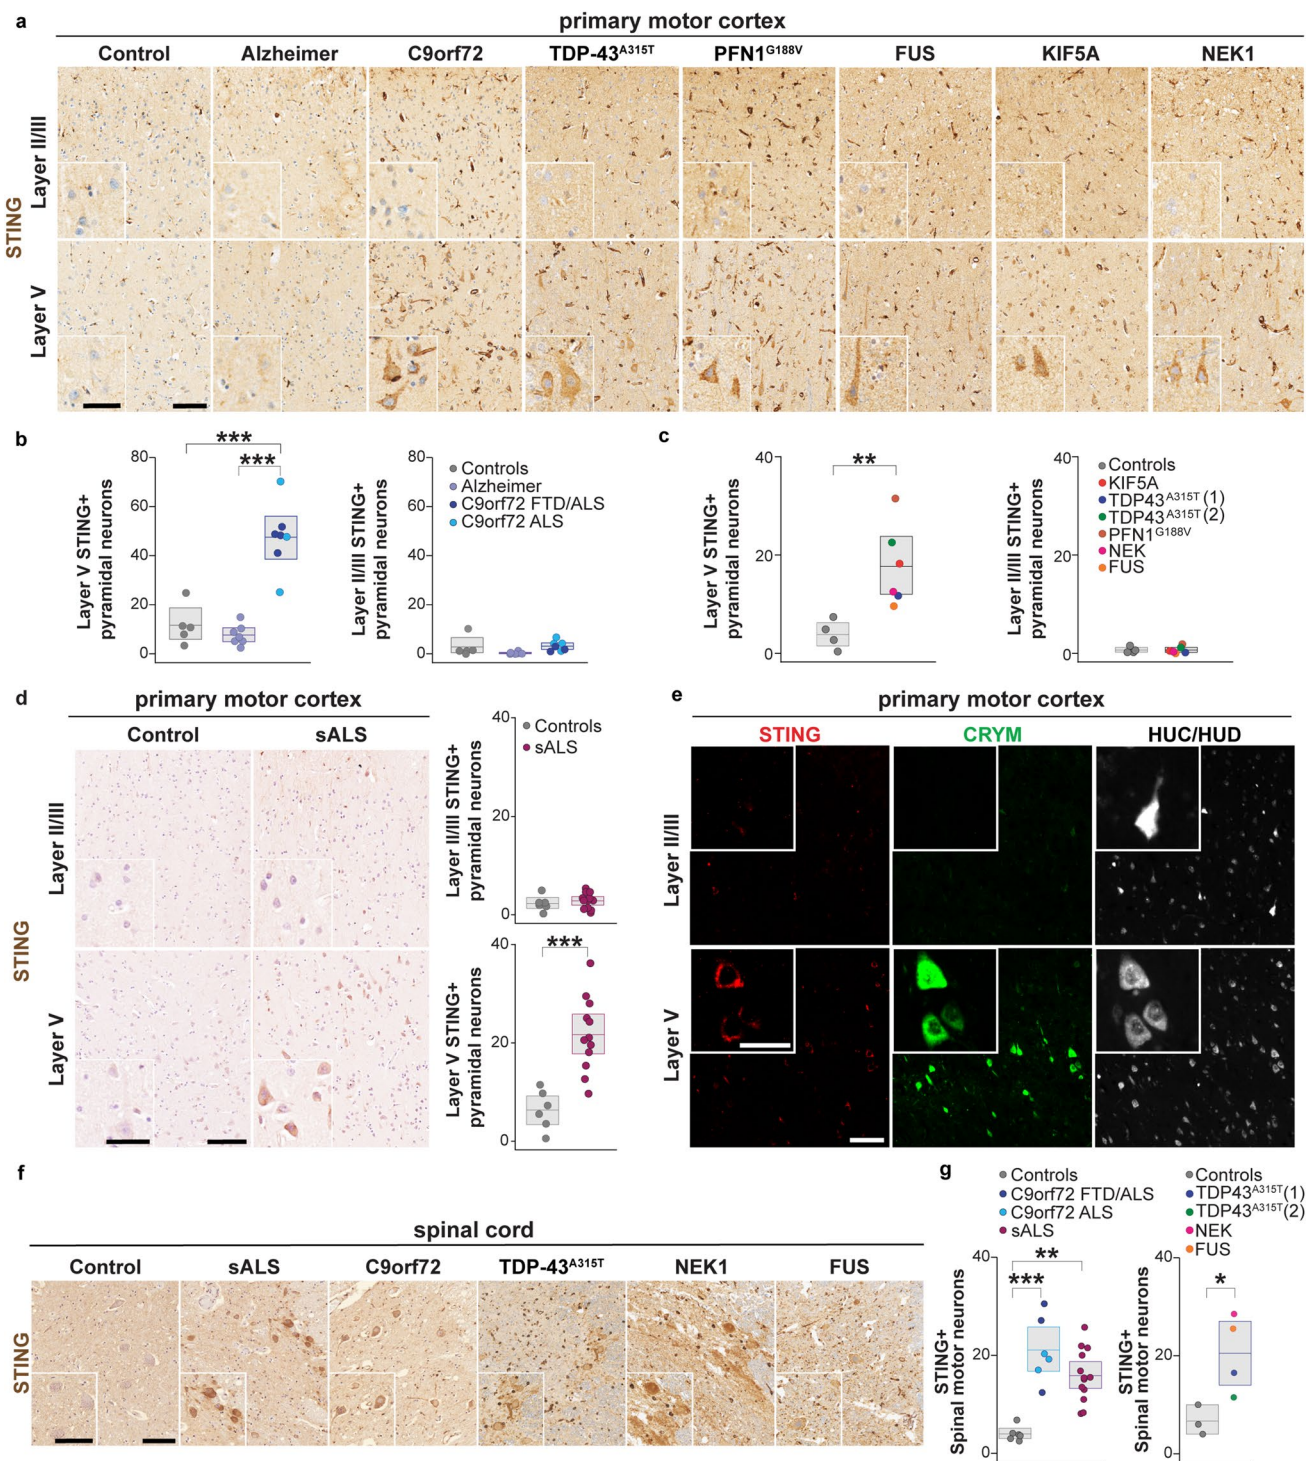 a
primary motor cortex
Control Alzheimer C9orf72 TDP-43A315T PFN1G188V FUS KIF5A NEK1
STING
Layer II/III
Layer V
b
***
***
80
60
40
20
0
Layer V STING+
pyramidal neurons
80
60
40
20
0
Layer II/III STING+
pyramidal neurons
Controls
Alzheimer
C9orf72 FTD/ALS
C9orf72 ALS
c
**
40
20
0
Layer V STING+
pyramidal neurons
40
20
0
Layer II/III STING+
pyramidal neurons
Controls
KIF5A
TDP43A315T(1)
TDP43A315T(2)
PFN1G188V
NEK
FUS
d
primary motor cortex
Control sALS
STING
Layer II/III
Layer V
40
20
0
Layer II/III STING+
pyramidal neurons
Controls
sALS
***
40
20
0
Layer V STING+
pyramidal neurons
e
primary motor cortex
STING CRYM HUC/HUD
Layer II/III
Layer V
f
spinal cord
Control sALS C9orf72 TDP-43A315T NEK1 FUS
STING
g
Controls
C9orf72 FTD/ALS
C9orf72 ALS
sALS
**
***
40
20
0
STING+
Spinal motor neurons
Controls
TDP43A315T(1)
TDP43A315T(2)
NEK
FUS
*
40
20
0
STING+
Spinal motor neurons